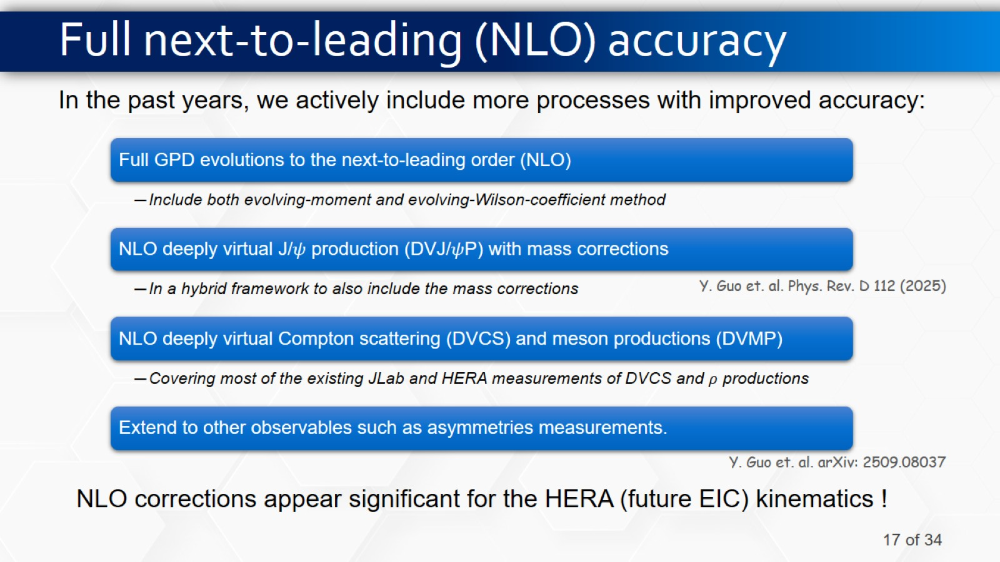 Full next-to-leading (NLO) accuracy
In the past years, we actively include more processes with improved accuracy:
Full GPD evolutions to the next-to-leading order (NLO)
—Include both evolving-moment and evolving-Wilson-coefficient method
NLO deeply virtual J/ψ production (DVJ/ψP) with mass corrections
—In a hybrid framework to also include the mass corrections
Y. Guo et. al. Phys. Rev. D 112 (2025)
NLO deeply virtual Compton scattering (DVCS) and meson productions (DVMP)
—Covering most of the existing JLab and HERA measurements of DVCS and ρ productions
Extend to other observables such as asymmetries measurements.
Y. Guo et. al. arXiv: 2509.08037
NLO corrections appear significant for the HERA (future EIC) kinematics !
17 of 34